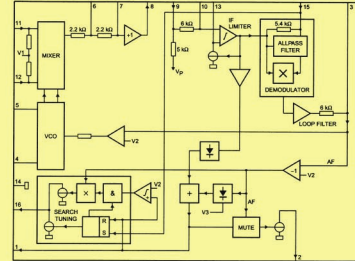 6 7 8 9 10 13 15 3
11 2.2 kΩ 2.2 kΩ +1 6 kΩ IF LIMITER 5.4 kΩ
V1 MIXER 5 kΩ ALLPASS FILTER
12 Vp × DEMODULATOR
5 6 kΩ
VCO V2 LOOP FILTER
4
14 V2 + −1 AF
V2
16 × & V3 AF
SEARCH TUNING R S MUTE
1 2